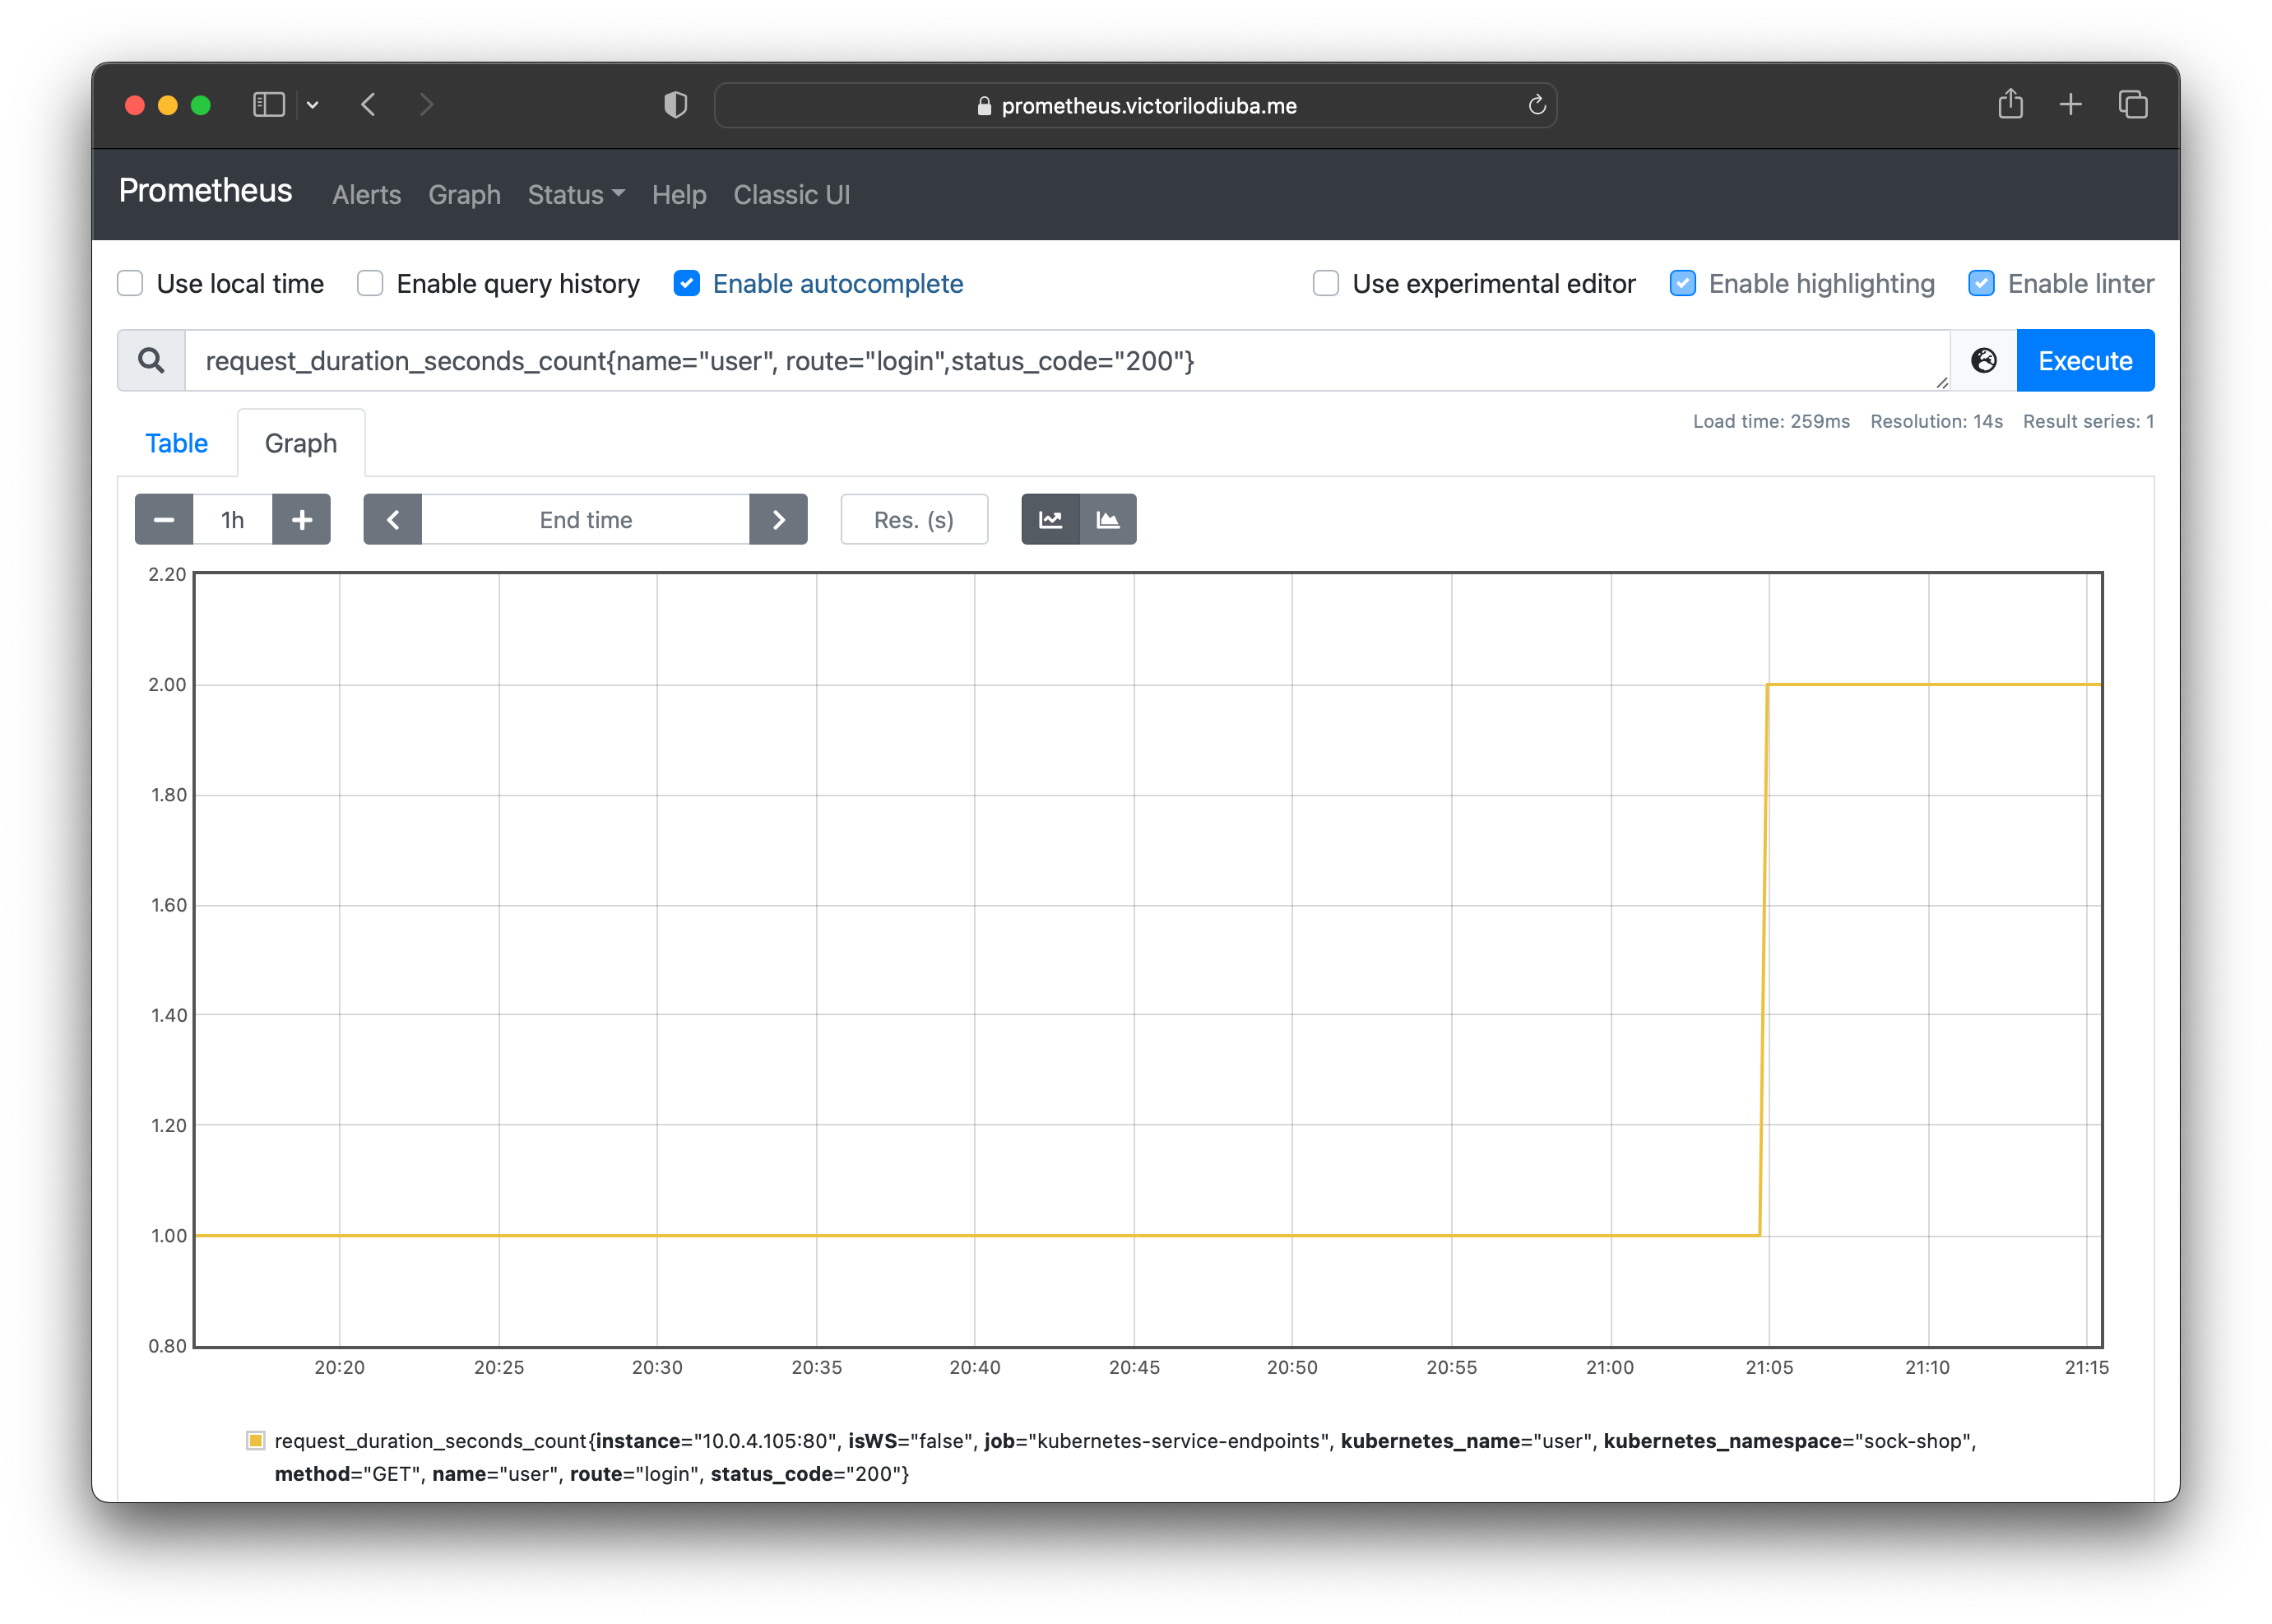 prometheus.victorilodiuba.me
Prometheus Alerts Graph Status Help Classic UI
Use local time Enable query history Enable autocomplete Use experimental editor Enable highlighting Enable linter
request_duration_seconds_count{name="user", route="login",status_code="200"} Execute
Load time: 259ms Resolution: 14s Result series: 1
Table Graph
1h End time Res. (s)
2.20
2.00
1.80
1.60
1.40
1.20
1.00
0.80
20:20 20:25 20:30 20:35 20:40 20:45 20:50 20:55 21:00 21:05 21:10 21:15
request_duration_seconds_count{instance="10.0.4.105:80", isWS="false", job="kubernetes-service-endpoints", kubernetes_name="user", kubernetes_namespace="sock-shop",
method="GET", name="user", route="login", status_code="200"}